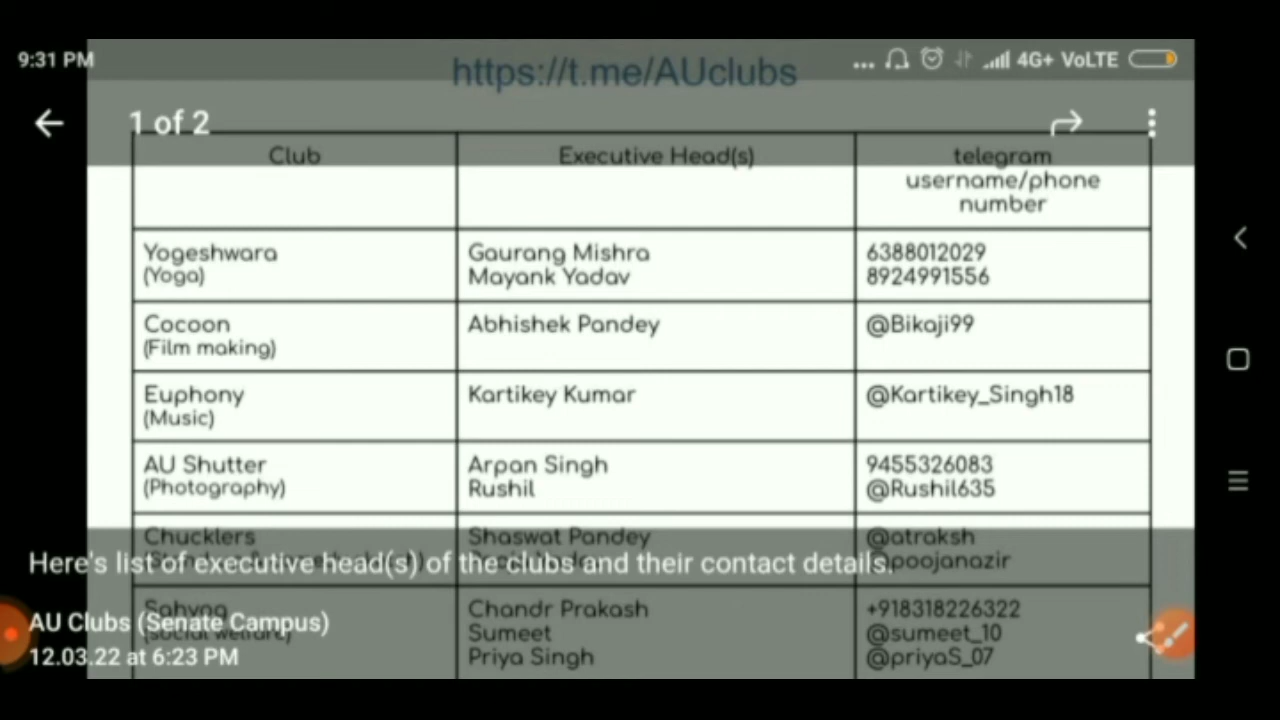 9:31 PM
... 4G+ VoLTE
https://t.me/AUclubs
1 of 2
Club Executive Head(s) telegram username/phone number
Yogeshwara (Yoga) Gaurang Mishra Mayank Yadav 6388012029 8924991556
Cocoon (Film making) Abhishek Pandey @Bikaji99
Euphony (Music) Kartikey Kumar @Kartikey_Singh18
AU Shutter (Photography) Arpan Singh Rushil 9455326083 @Rushil635
Chucklers Shaswat Pandey @atraksh @poojanazir
Here's list of executive head(s) of the clubs and their contact details.
Sahyog (social welfare) Chandr Prakash Sumeet Priya Singh +918318226322 @sumeet_10 @priyaS_07
AU Clubs (Senate Campus)
12.03.22 at 6:23 PM